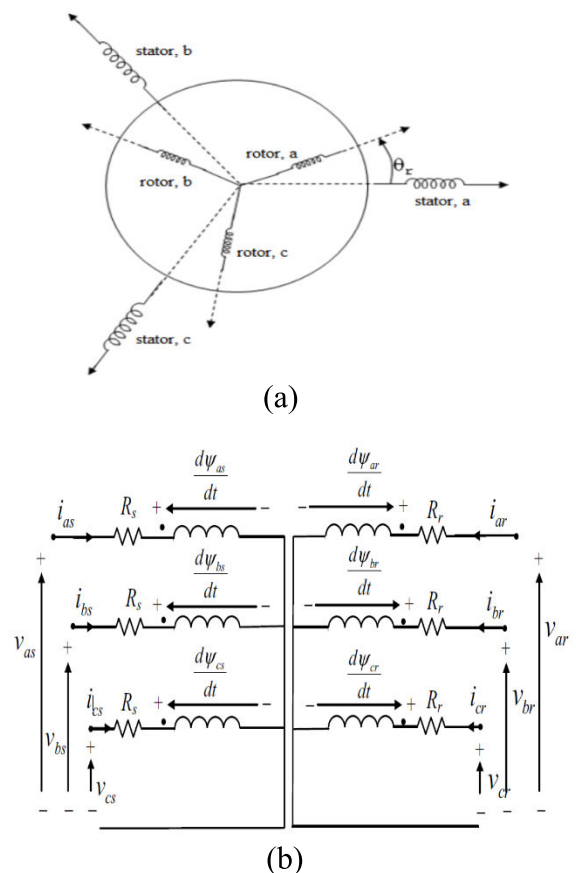 stator, b
rotor, a
θr
rotor, b
stator, a
rotor, c
stator, c
(a)
dψas/dt dψar/dt
ias Rs + − − + Rr iar
dψbs/dt dψbr/dt
+ ibs Rs + − − + Rr ibr +
vas + dψcs/dt dψcr/dt + var
vbs ics Rs + − − + Rr icr vbr
+ vcs + vcr
− − − − − −
(b)